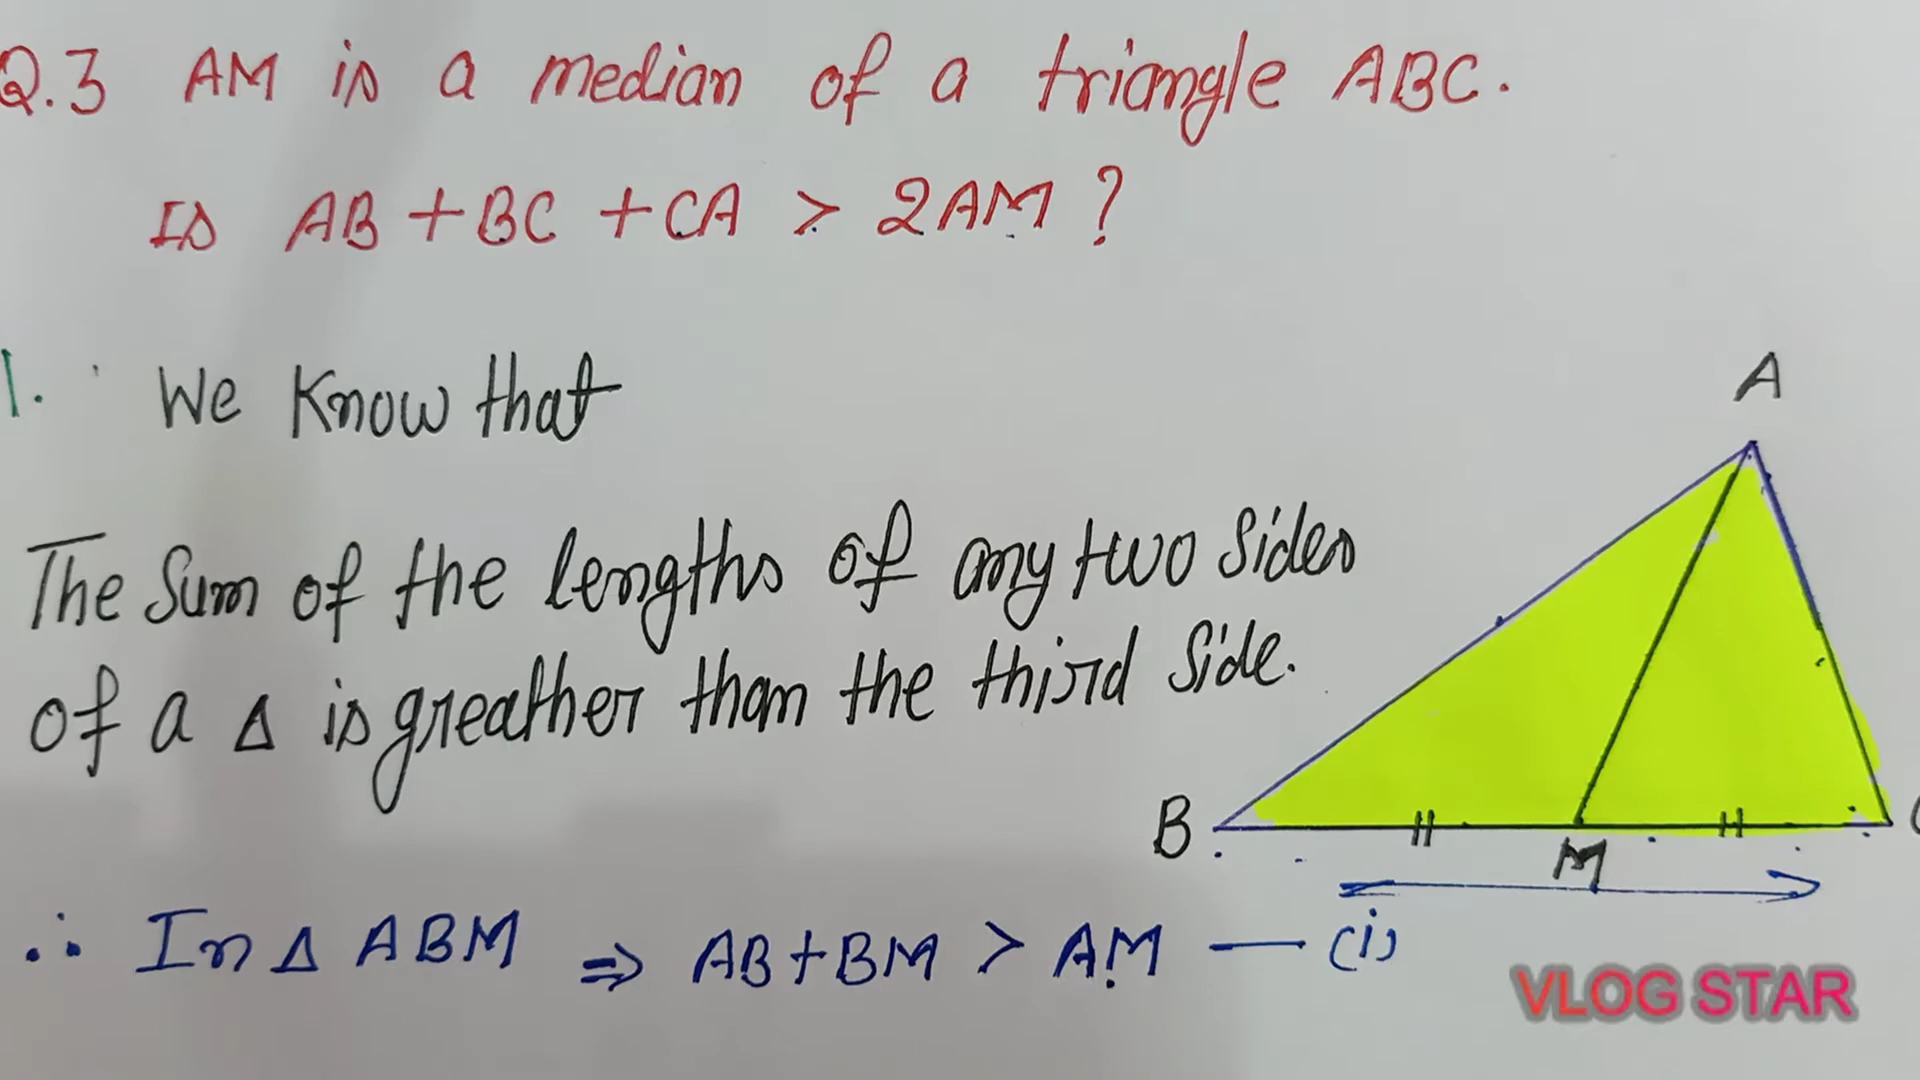 Q.3 AM is a median of a triangle ABC.
Is AB + BC + CA > 2AM ?
1. We Know that
A
The Sum of the lengths of any two Sides
of a Δ is greather than the third Side.
B
M
∴ In Δ ABM ⇒ AB + BM > AM — (i)
VLOG STAR